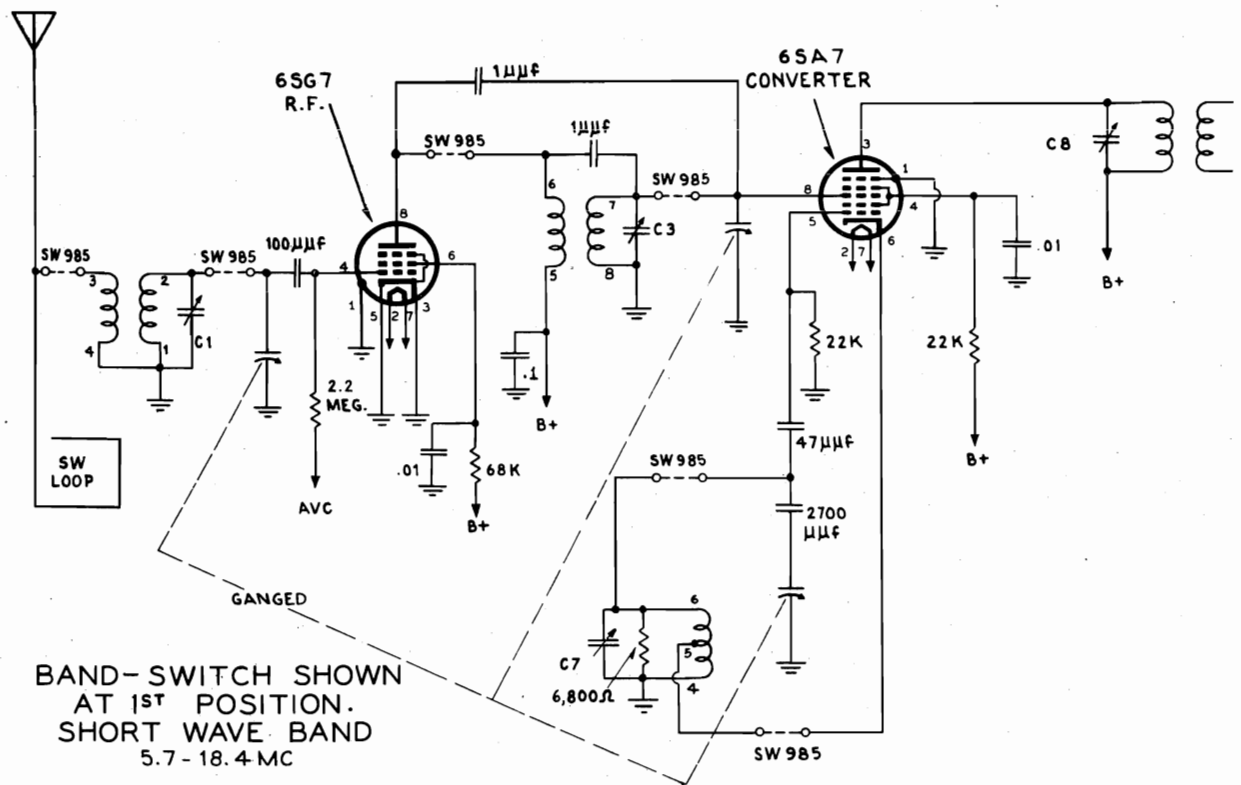 6SG7
R.F.
1μμf
6SA7
CONVERTER
SW 985
1μμf
SW 985
C8
3
1
8
4
5
6
2
7
.01
B+
6
7
C3
5
8
8
6
4
1
5
2
7
3
SW 985
SW 985
100μμf
3
2
4
1
C1
2.2
MEG.
AVC
.1
B+
.01
68K
B+
22K
22K
B+
47μμf
SW 985
2700
μμf
SW
LOOP
GANGED
6
5
4
C7
6,800Ω
SW 985
BAND-SWITCH SHOWN
AT 1ST POSITION.
SHORT WAVE BAND
5.7-18.4 MC